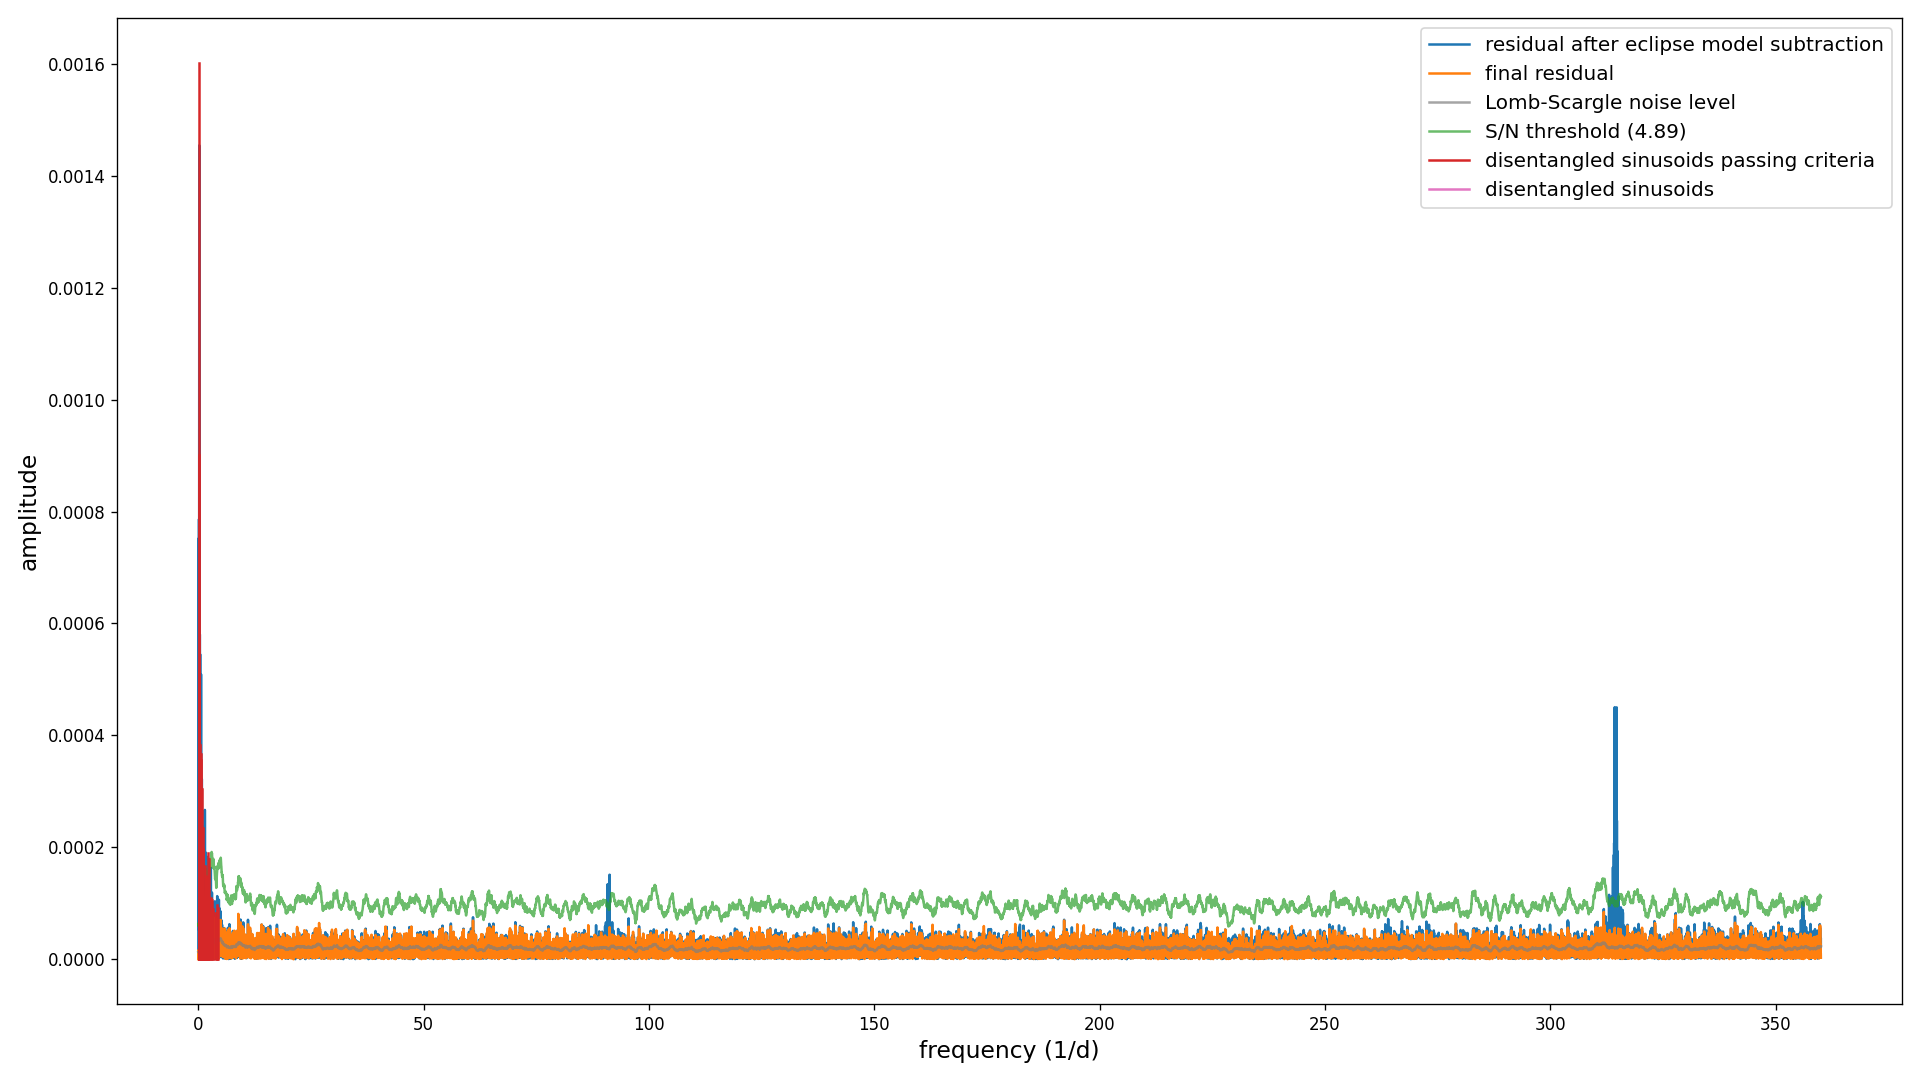 residual after eclipse model subtraction
final residual
Lomb-Scargle noise level
S/N threshold (4.89)
disentangled sinusoids passing criteria
disentangled sinusoids
0.0016
0.0014
0.0012
0.0010
0.0008
0.0006
0.0004
0.0002
0.0000
amplitude
0 50 100 150 200 250 300 350
frequency (1/d)